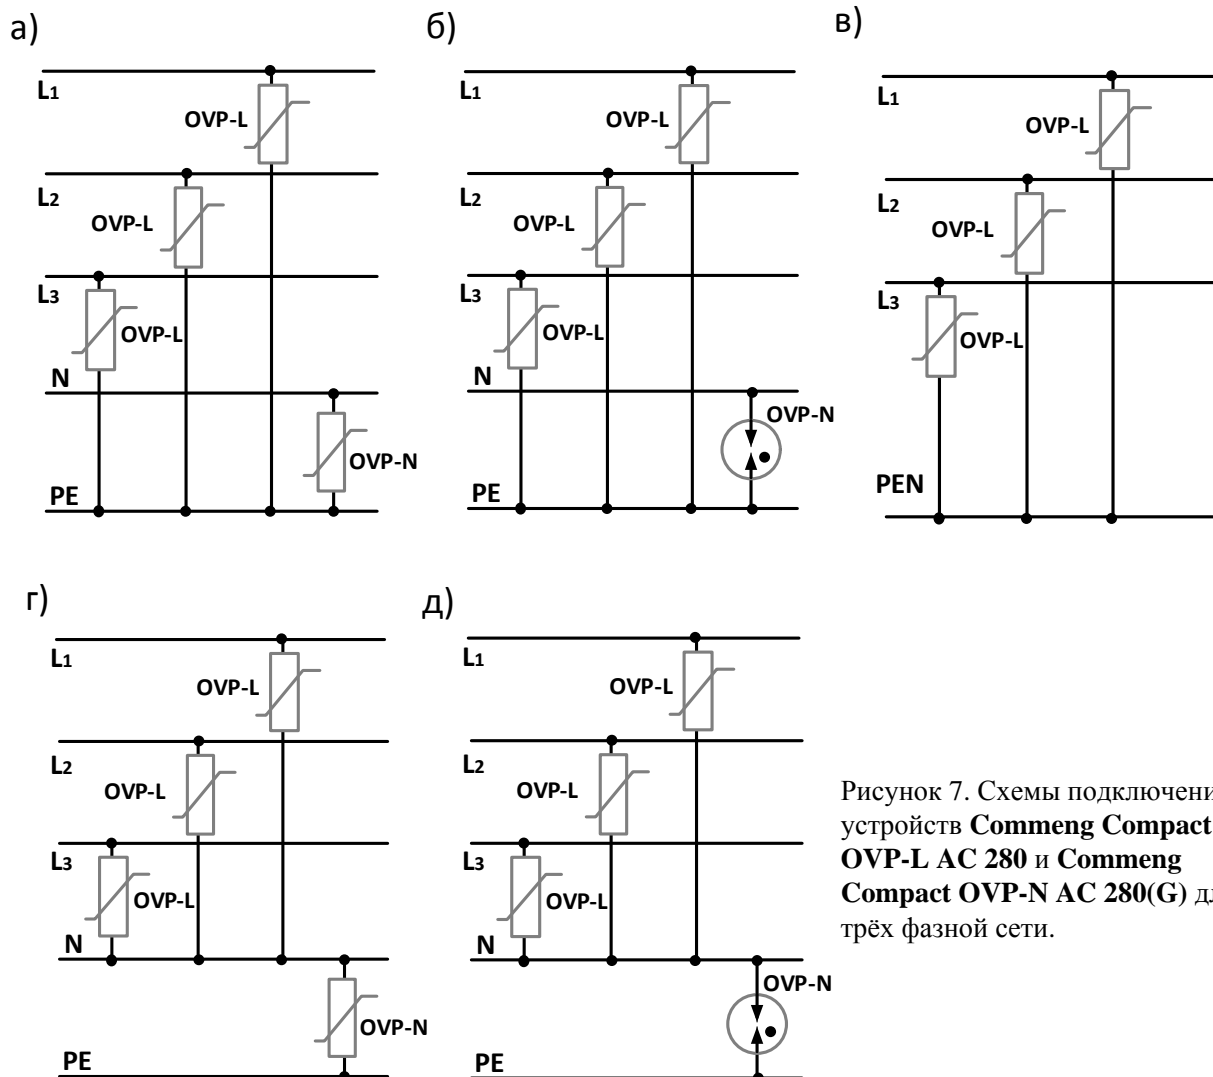 а)
L1
OVP-L
L2
OVP-L
L3
OVP-L
N
OVP-N
PE
б)
L1
OVP-L
L2
OVP-L
L3
OVP-L
N
OVP-N
PE
в)
L1
OVP-L
L2
OVP-L
L3
OVP-L
PEN
г)
L1
OVP-L
L2
OVP-L
L3
OVP-L
N
OVP-N
PE
д)
L1
OVP-L
L2
OVP-L
L3
OVP-L
N
OVP-N
PE
Рисунок 7. Схемы подключени
устройств Commeng Compact
OVP-L AC 280 и Commeng
Compact OVP-N AC 280(G)
трёх фазной сети.